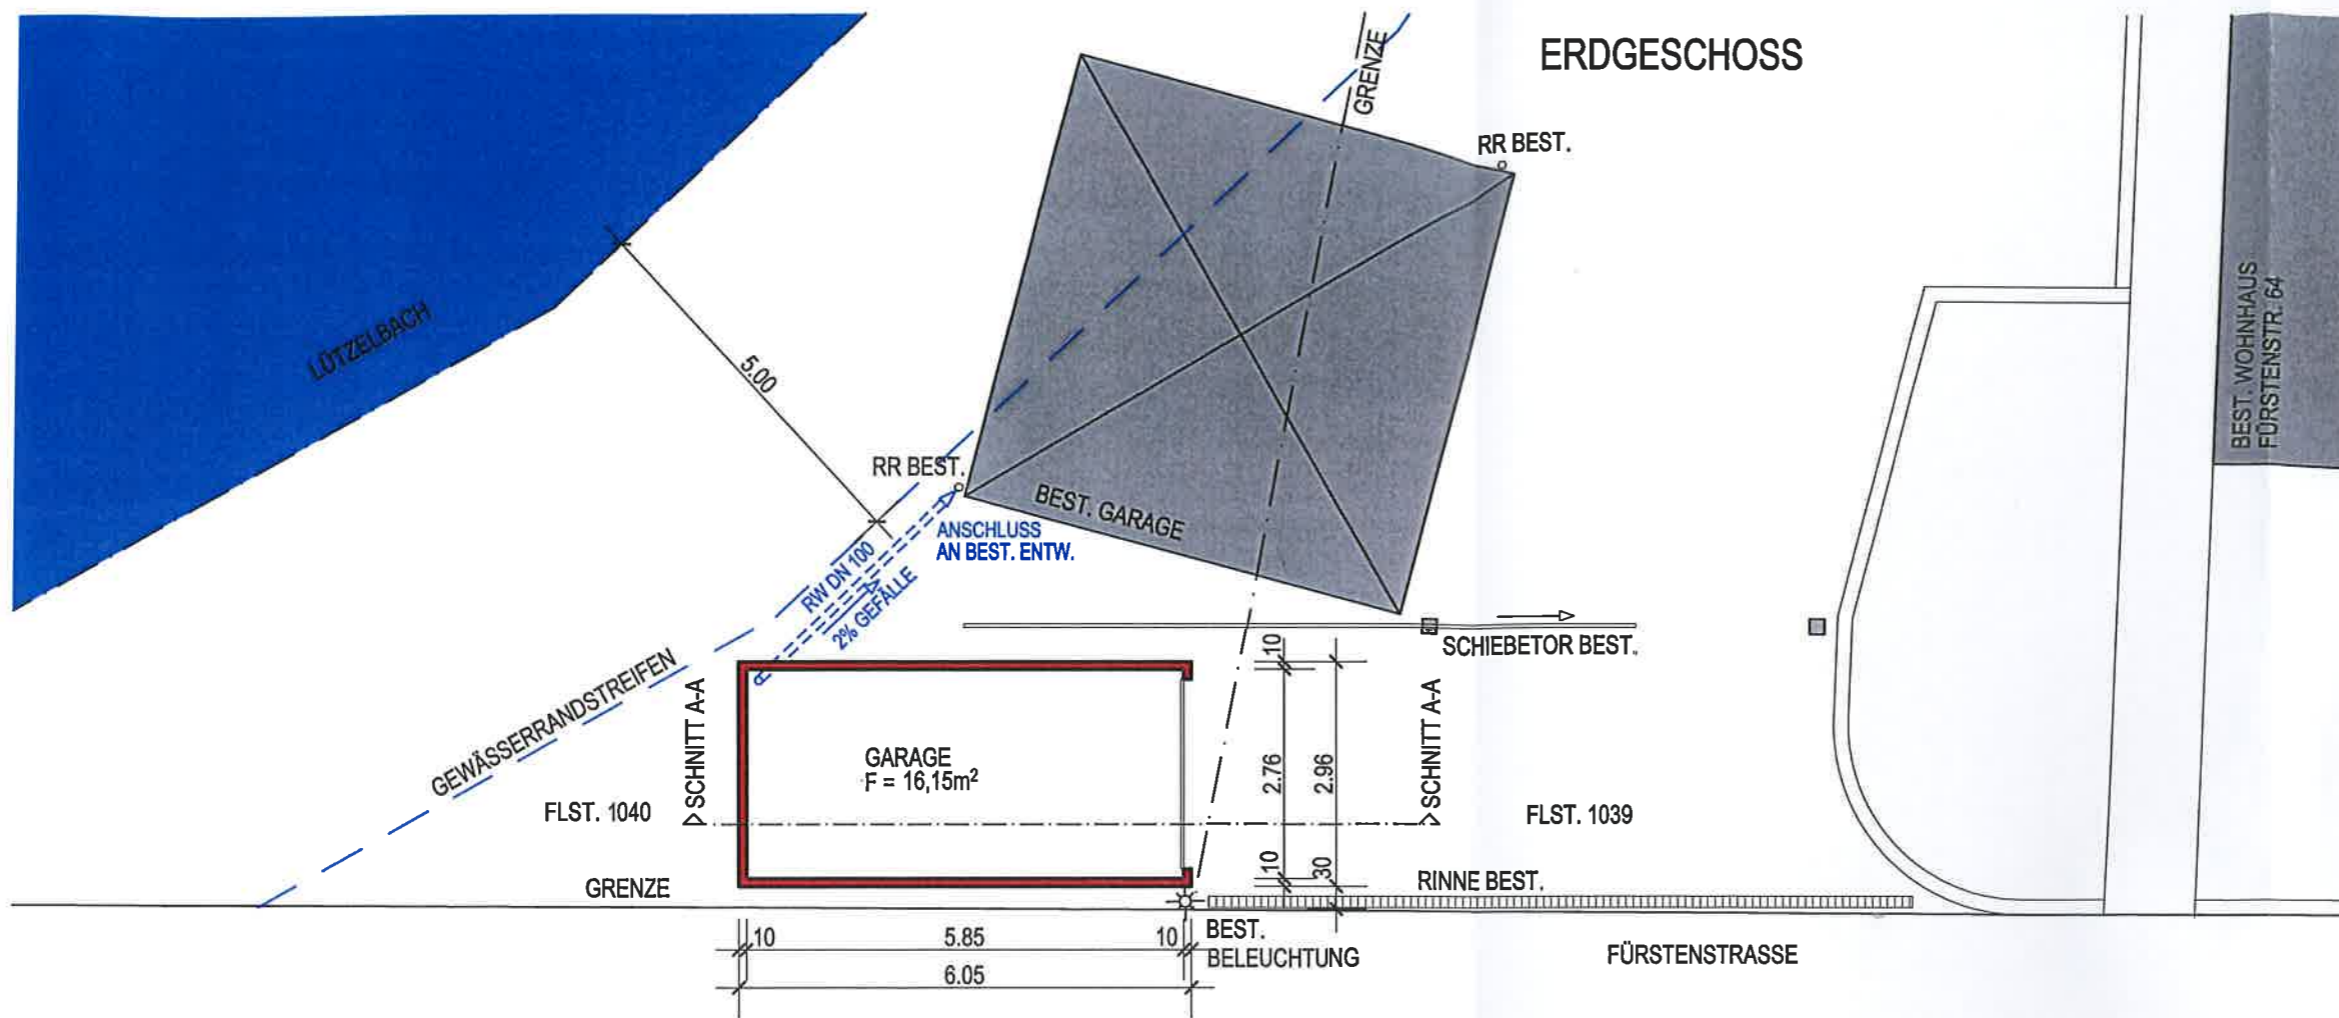 ERDGESCHOSS
GRENZE
RR BEST.
LÜTZELBACH
5.00
BEST. WOHNHAUS
FÜRSTENSTR. 64
RR BEST.
BEST. GARAGE
ANSCHLUSS
AN BEST. ENTW.
RW DN 100
2% GEFÄLLE
SCHIEBETOR BEST.
GEWÄSSERRANDSTREIFEN
SCHNITT A-A
GARAGE
F = 16,15m²
10
2.76
2.96
10
30
SCHNITT A-A
FLST. 1040
FLST. 1039
GRENZE
RINNE BEST.
10
5.85
10
6.05
BEST.
BELEUCHTUNG
FÜRSTENSTRASSE